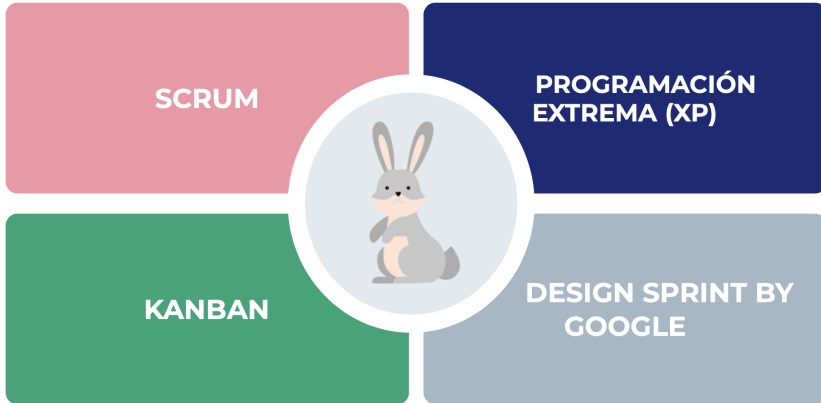 SCRUM
PROGRAMACIÓN
EXTREMA (XP)
KANBAN
DESIGN SPRINT BY
GOOGLE